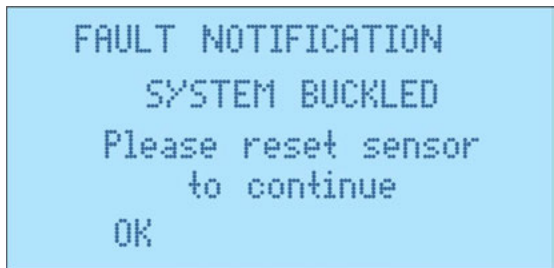 FAULT NOTIFICATION
SYSTEM BUCKLED
Please reset sensor
to continue
OK